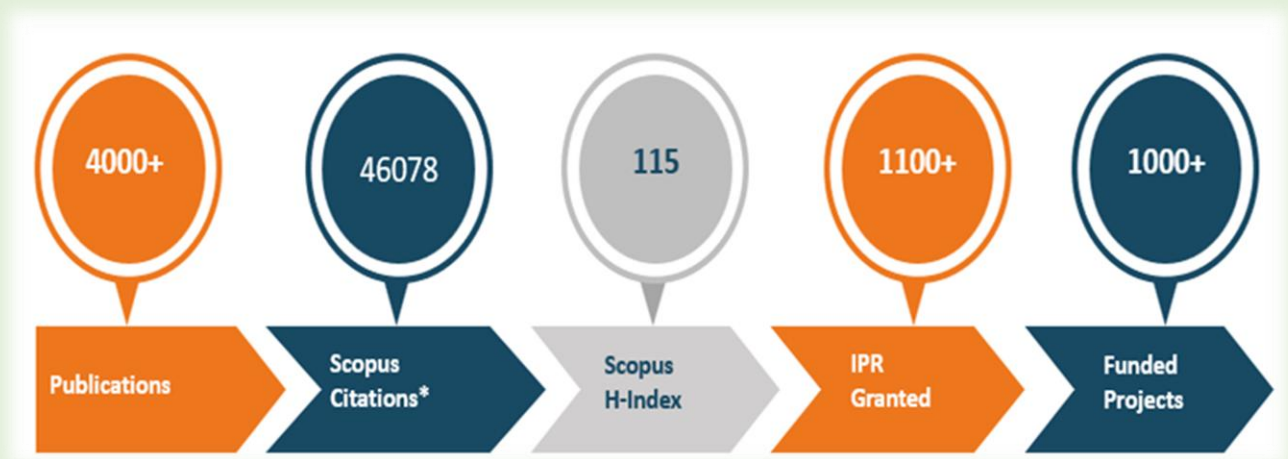 4000+
46078
115
1100+
1000+
Publications
Scopus
Citations*
Scopus
H-Index
IPR
Granted
Funded
Projects